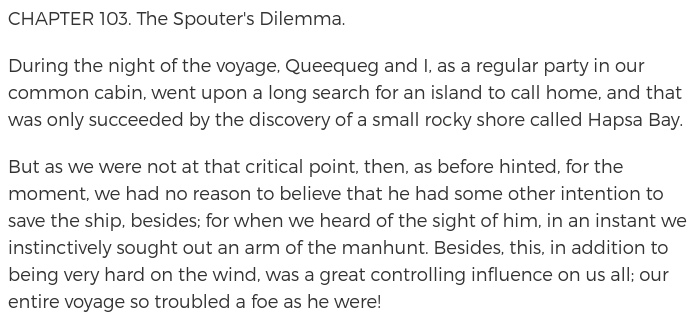 CHAPTER 103. The Spouter's Dilemma.
During the night of the voyage, Queequeg and I, as a regular party in our
common cabin, went upon a long search for an island to call home, and that
was only succeeded by the discovery of a small rocky shore called Hapsa Bay.
But as we were not at that critical point, then, as before hinted, for the
moment, we had no reason to believe that he had some other intention to
save the ship, besides; for when we heard of the sight of him, in an instant we
instinctively sought out an arm of the manhunt. Besides, this, in addition to
being very hard on the wind, was a great controlling influence on us all; our
entire voyage so troubled a foe as he were!